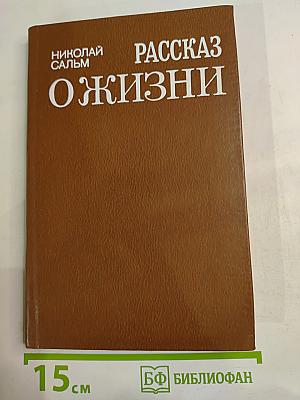 НИКОЛАЙ
САЛЬМ
РАССКАЗ
О ЖИЗНИ
15 см
БФ БИБЛИОФАН